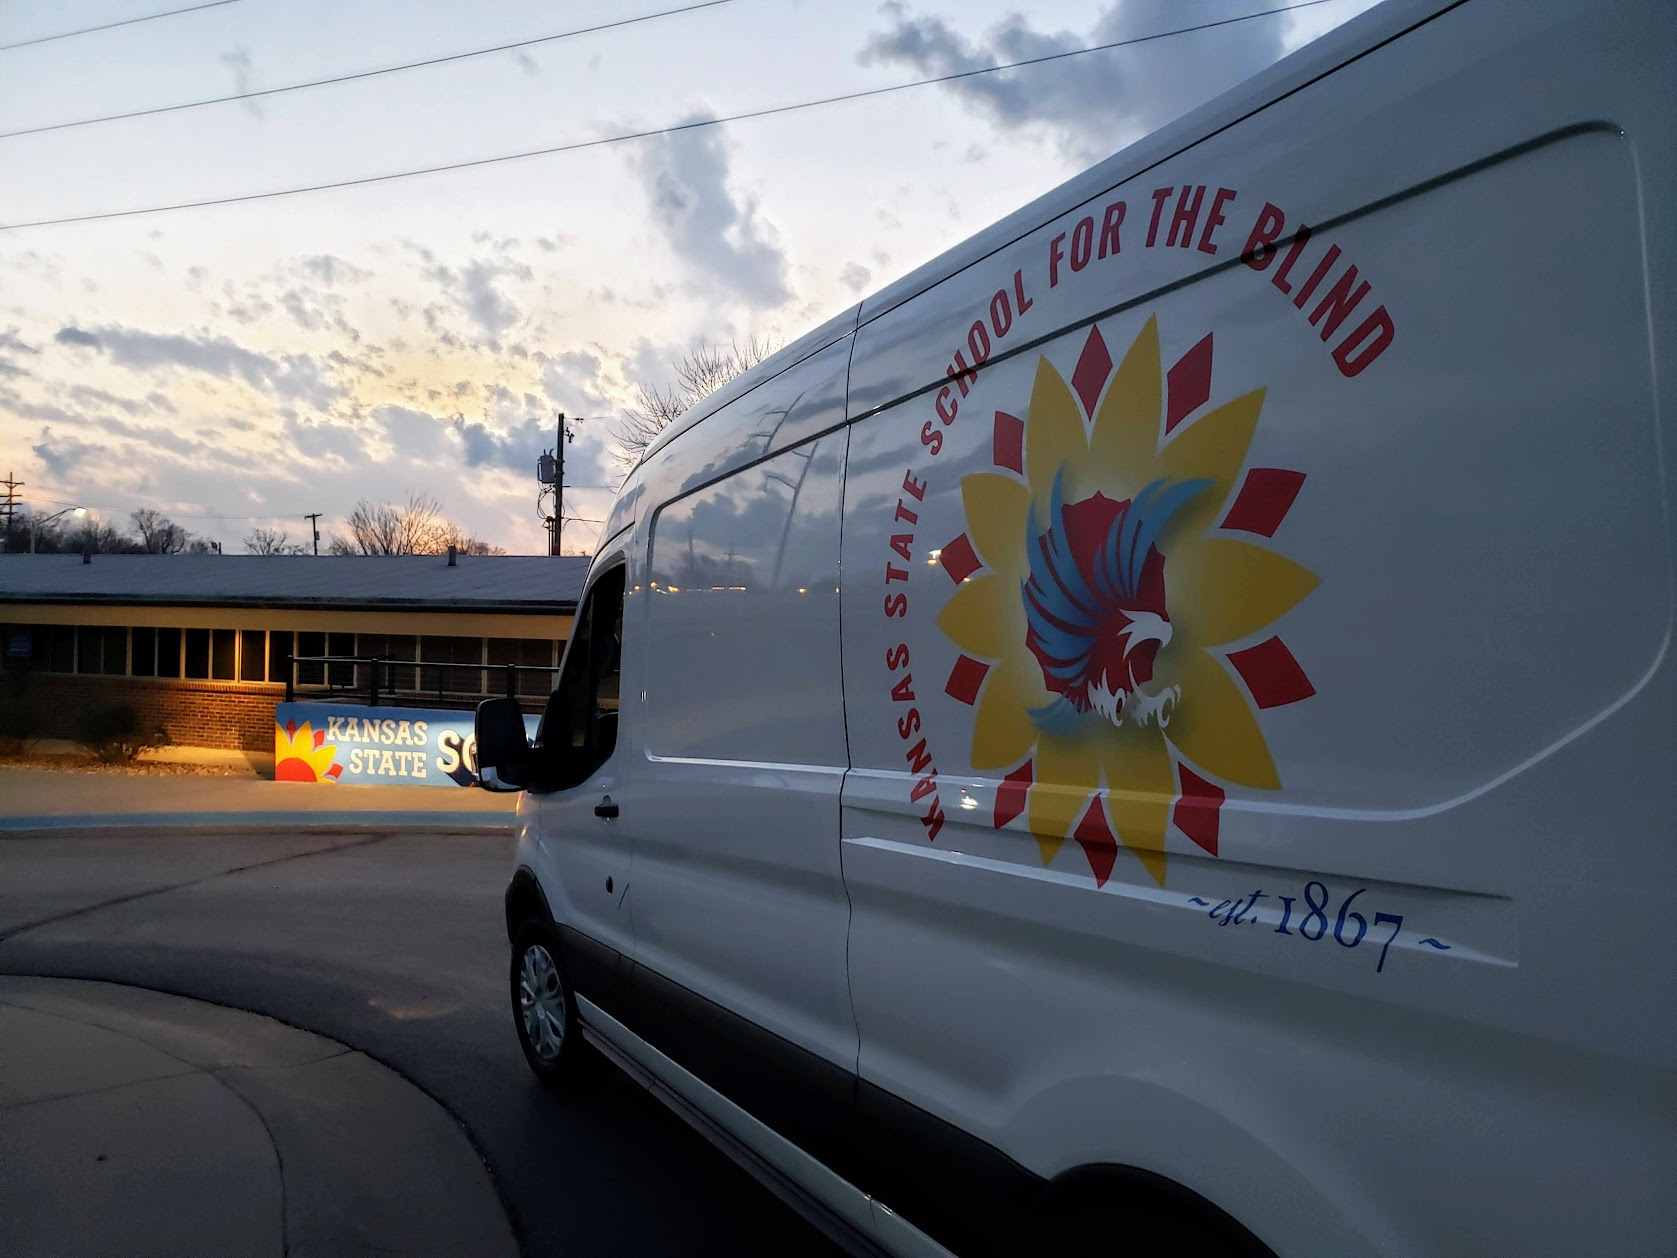 KANSAS STATE SCHOOL FOR THE BLIND
~est. 1867~
KANSAS
STATE